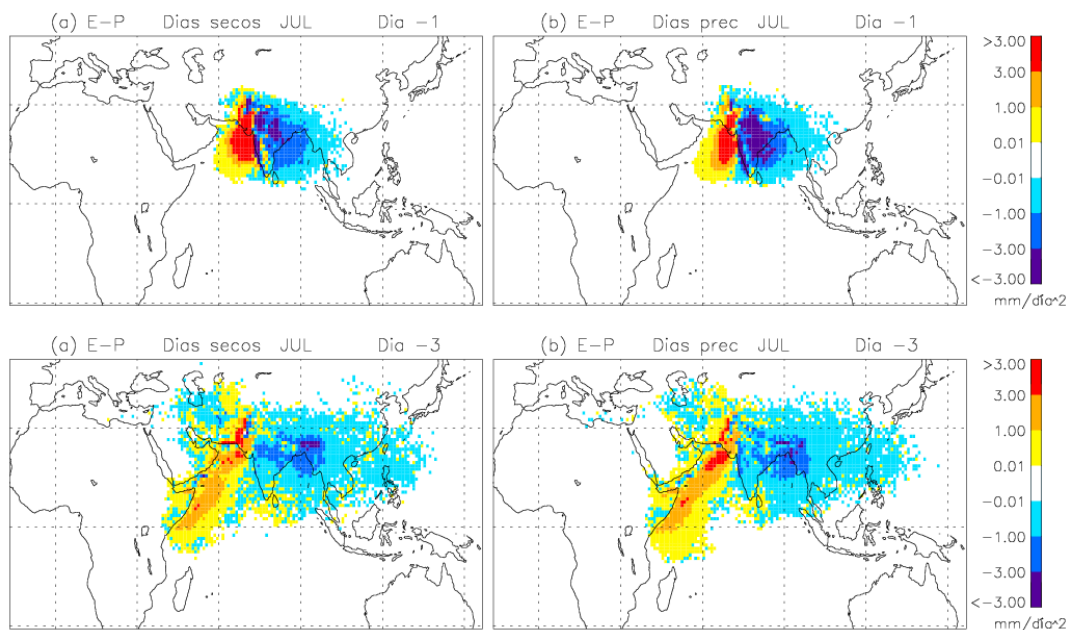 (a) E-P Dias secos JUL Dia -1
(b) E-P Dias prec JUL Dia -1
>3.00
3.00
1.00
0.01
-0.01
-1.00
-3.00
<-3.00
mm/día^2
(a) E-P Dias secos JUL Dia -3
(b) E-P Dias prec JUL Dia -3
>3.00
3.00
1.00
0.01
-0.01
-1.00
-3.00
<-3.00
mm/día^2